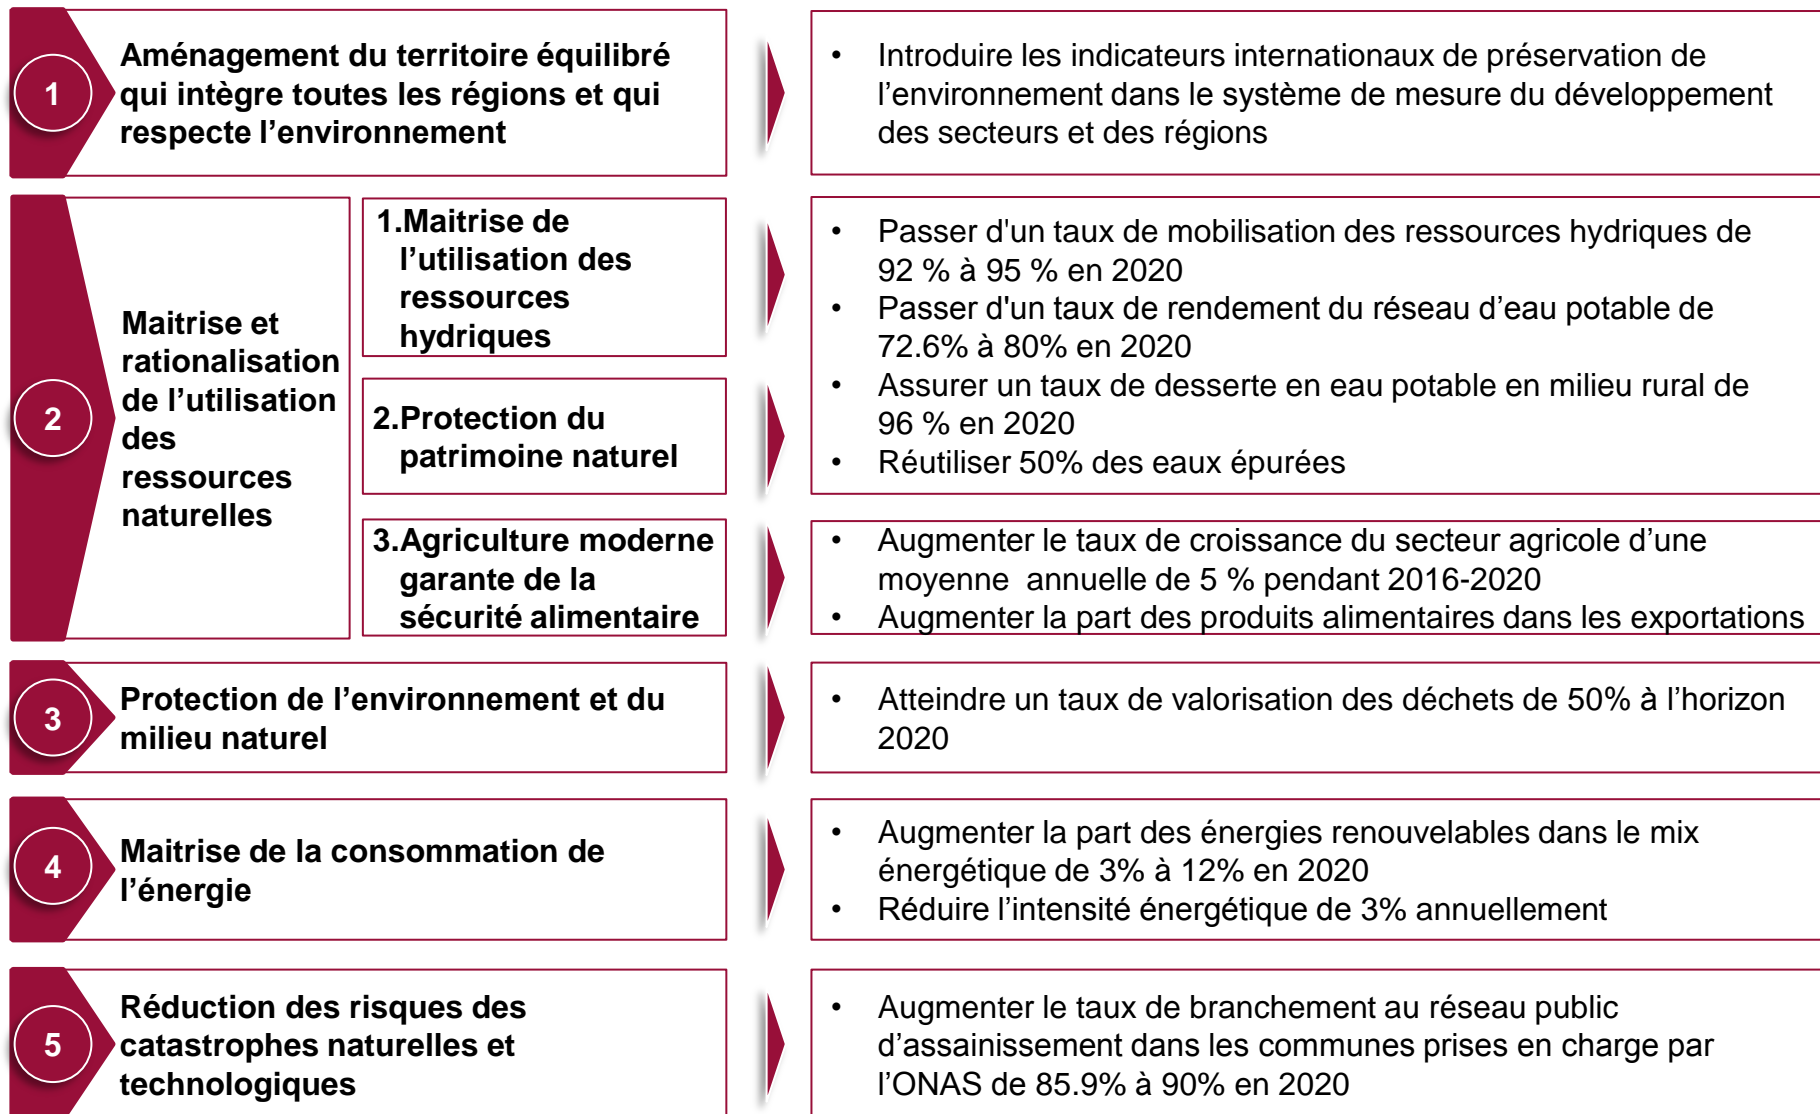 1
Aménagement du territoire équilibré
qui intègre toutes les régions et qui
respecte l’environnement
• Introduire les indicateurs internationaux de préservation de
l’environnement dans le système de mesure du développement
des secteurs et des régions
2
Maitrise et
rationalisation
de l’utilisation
des
ressources
naturelles
1.Maitrise de
l’utilisation des
ressources
hydriques
2.Protection du
patrimoine naturel
• Passer d'un taux de mobilisation des ressources hydriques de
92 % à 95 % en 2020
• Passer d'un taux de rendement du réseau d’eau potable de
72.6% à 80% en 2020
• Assurer un taux de desserte en eau potable en milieu rural de
96 % en 2020
• Réutiliser 50% des eaux épurées
3.Agriculture moderne
garante de la
sécurité alimentaire
• Augmenter le taux de croissance du secteur agricole d’une
moyenne annuelle de 5 % pendant 2016-2020
• Augmenter la part des produits alimentaires dans les exportations
3
Protection de l’environnement et du
milieu naturel
• Atteindre un taux de valorisation des déchets de 50% à l’horizon
2020
4
Maitrise de la consommation de
l’énergie
• Augmenter la part des énergies renouvelables dans le mix
énergétique de 3% à 12% en 2020
• Réduire l’intensité énergétique de 3% annuellement
5
Réduction des risques des
catastrophes naturelles et
technologiques
• Augmenter le taux de branchement au réseau public
d’assainissement dans les communes prises en charge par
l’ONAS de 85.9% à 90% en 2020